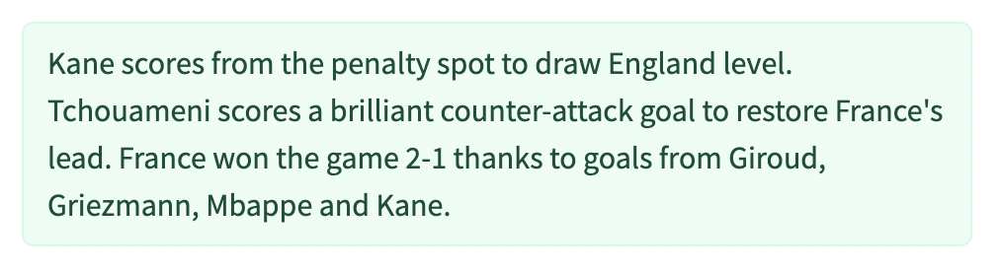 Kane scores from the penalty spot to draw England level.
Tchouameni scores a brilliant counter-attack goal to restore France's
lead. France won the game 2-1 thanks to goals from Giroud,
Griezmann, Mbappe and Kane.